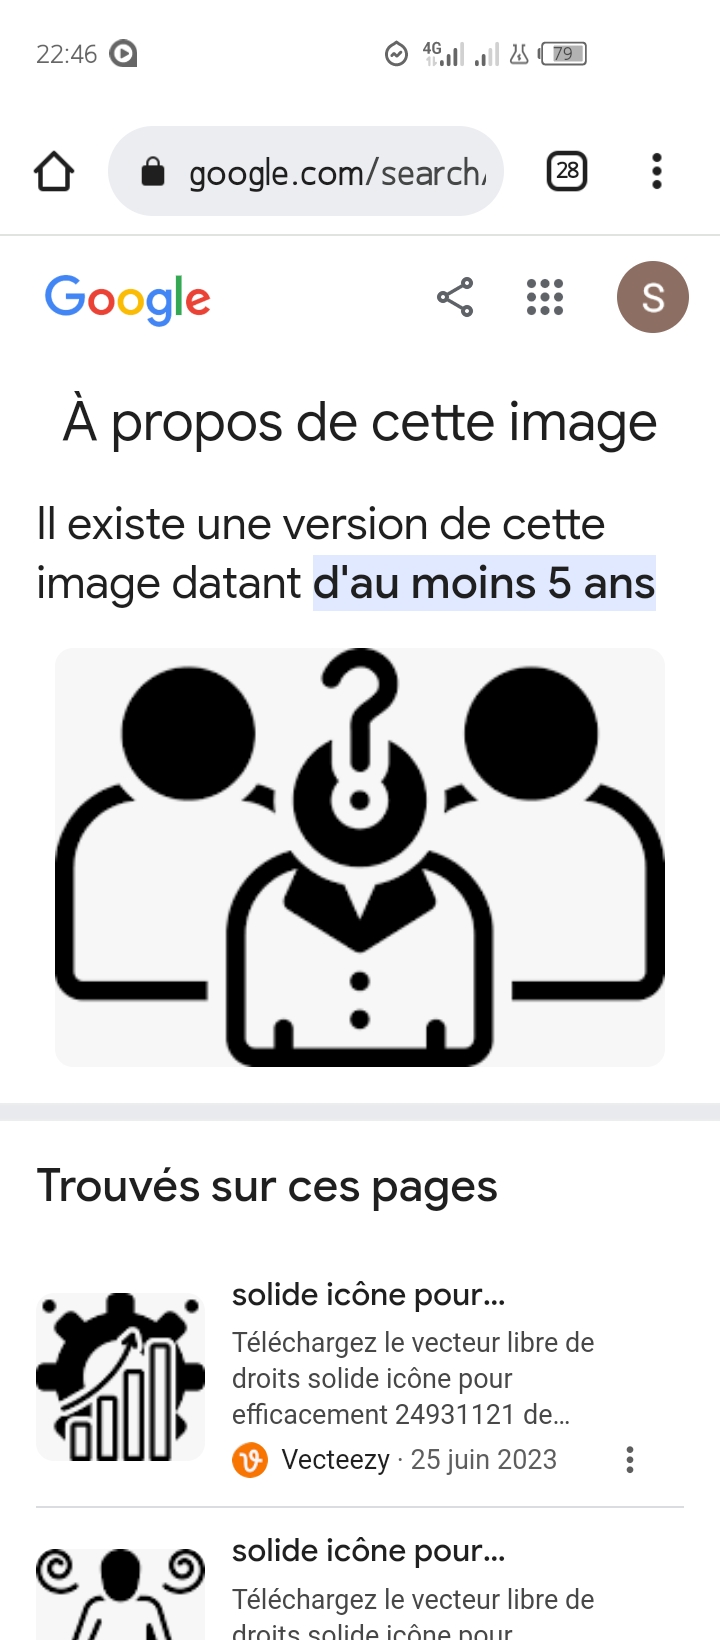 22:46
4G
79
google.com/search/
28
Google
S
À propos de cette image
Il existe une version de cette
image datant d'au moins 5 ans
?
Trouvés sur ces pages
solide icône pour...
Téléchargez le vecteur libre de
droits solide icône pour
efficacement 24931121 de...
Vecteezy · 25 juin 2023
solide icône pour...
Téléchargez le vecteur libre de
droits solide icône pour